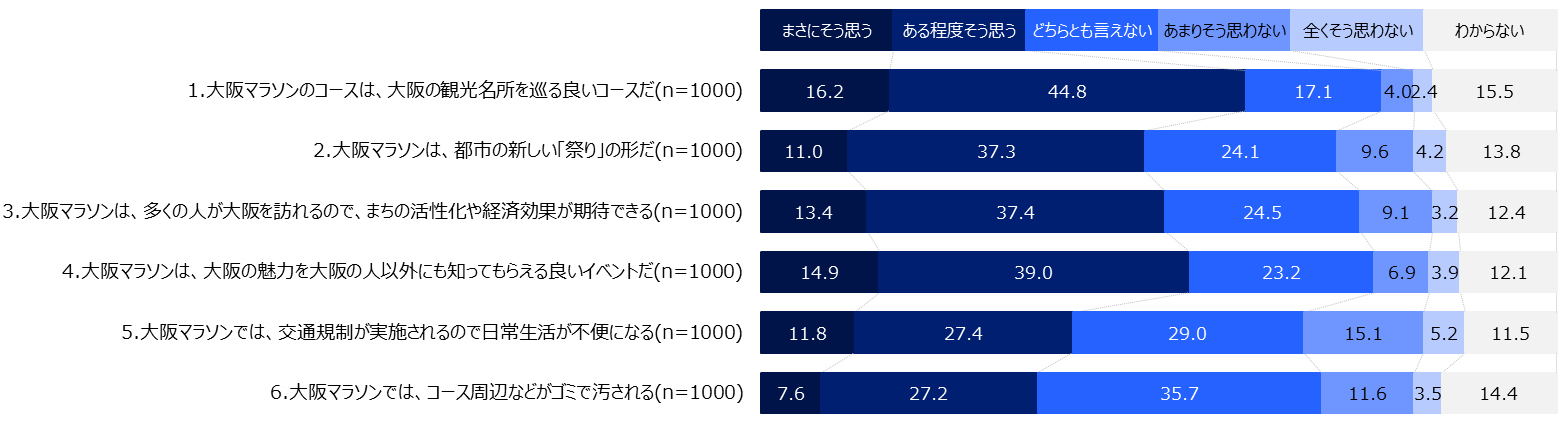 まさにそう思う ある程度そう思う どちらとも言えない あまりそう思わない 全くそう思わない わからない
1.大阪マラソンのコースは、大阪の観光名所を巡る良いコースだ(n=1000) 16.2 44.8 17.1 4.0 2.4 15.5
2.大阪マラソンは、都市の新しい「祭り」の形だ(n=1000) 11.0 37.3 24.1 9.6 4.2 13.8
3.大阪マラソンは、多くの人が大阪を訪れるので、まちの活性化や経済効果が期待できる(n=1000) 13.4 37.4 24.5 9.1 3.2 12.4
4.大阪マラソンは、大阪の魅力を大阪の人以外にも知ってもらえる良いイベントだ(n=1000) 14.9 39.0 23.2 6.9 3.9 12.1
5.大阪マラソンでは、交通規制が実施されるので日常生活が不便になる(n=1000) 11.8 27.4 29.0 15.1 5.2 11.5
6.大阪マラソンでは、コース周辺などがゴミで汚される(n=1000) 7.6 27.2 35.7 11.6 3.5 14.4